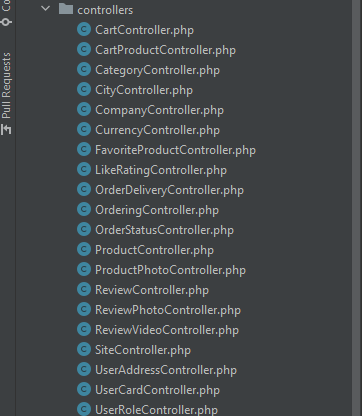 Co
Pull Requests
controllers
CartController.php
CartProductController.php
CategoryController.php
CityController.php
CompanyController.php
CurrencyController.php
FavoriteProductController.php
LikeRatingController.php
OrderDeliveryController.php
OrderingController.php
OrderStatusController.php
ProductController.php
ProductPhotoController.php
ReviewController.php
ReviewPhotoController.php
ReviewVideoController.php
SiteController.php
UserAddressController.php
UserCardController.php
UserRoleController.php